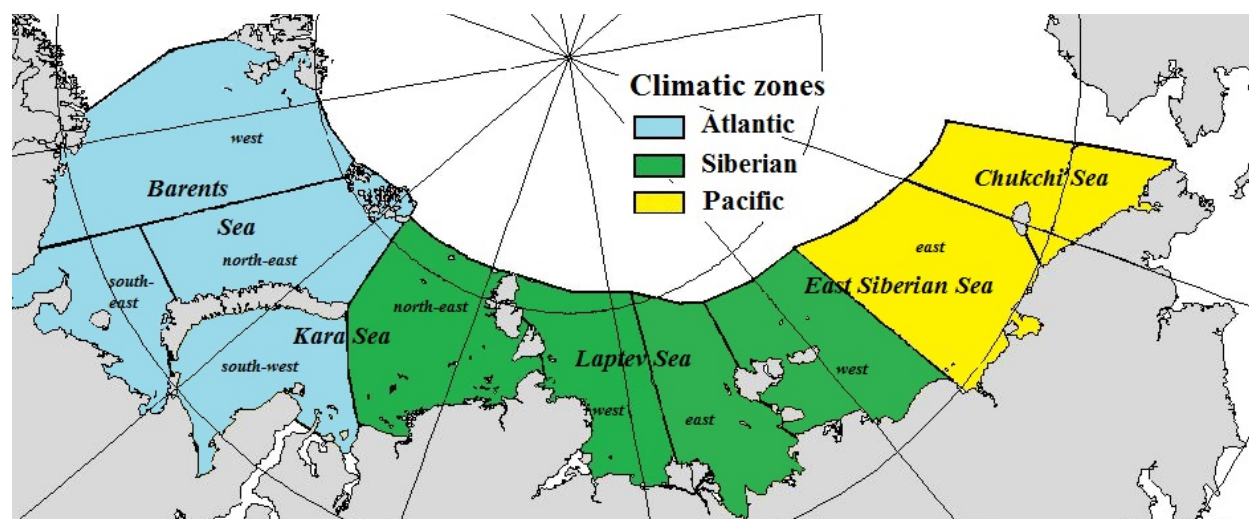 Climatic zones
Atlantic
Siberian
Pacific
west
Barents
Sea
north-east
south-
east
Kara Sea
south-west
north-east
Laptev Sea
west
east
west
East Siberian Sea
east
Chukchi Sea